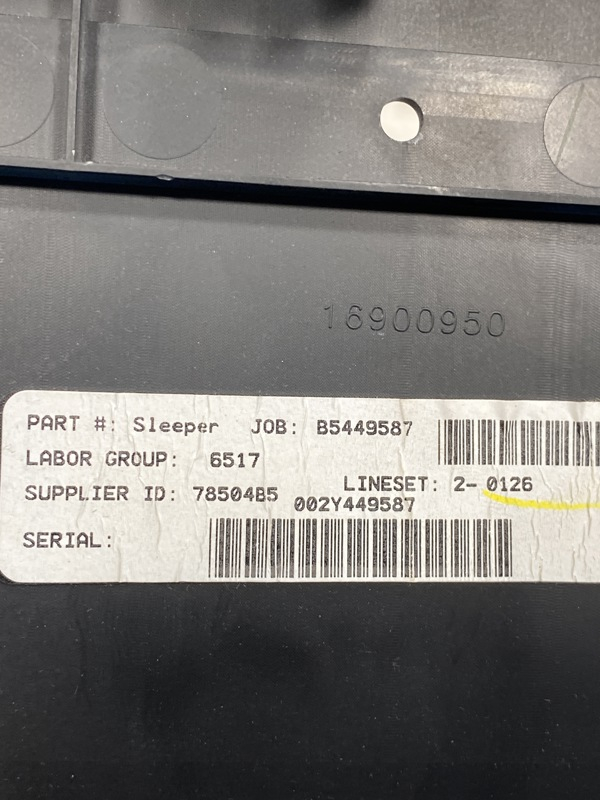 16900950
PART #: Sleeper JOB: B5449587
LABOR GROUP: 6517
LINESET: 2- 0126
SUPPLIER ID: 7850485
002Y449587
SERIAL: